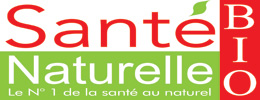 Santé
Naturelle
Le N° 1 de la santé au naturel
BIO